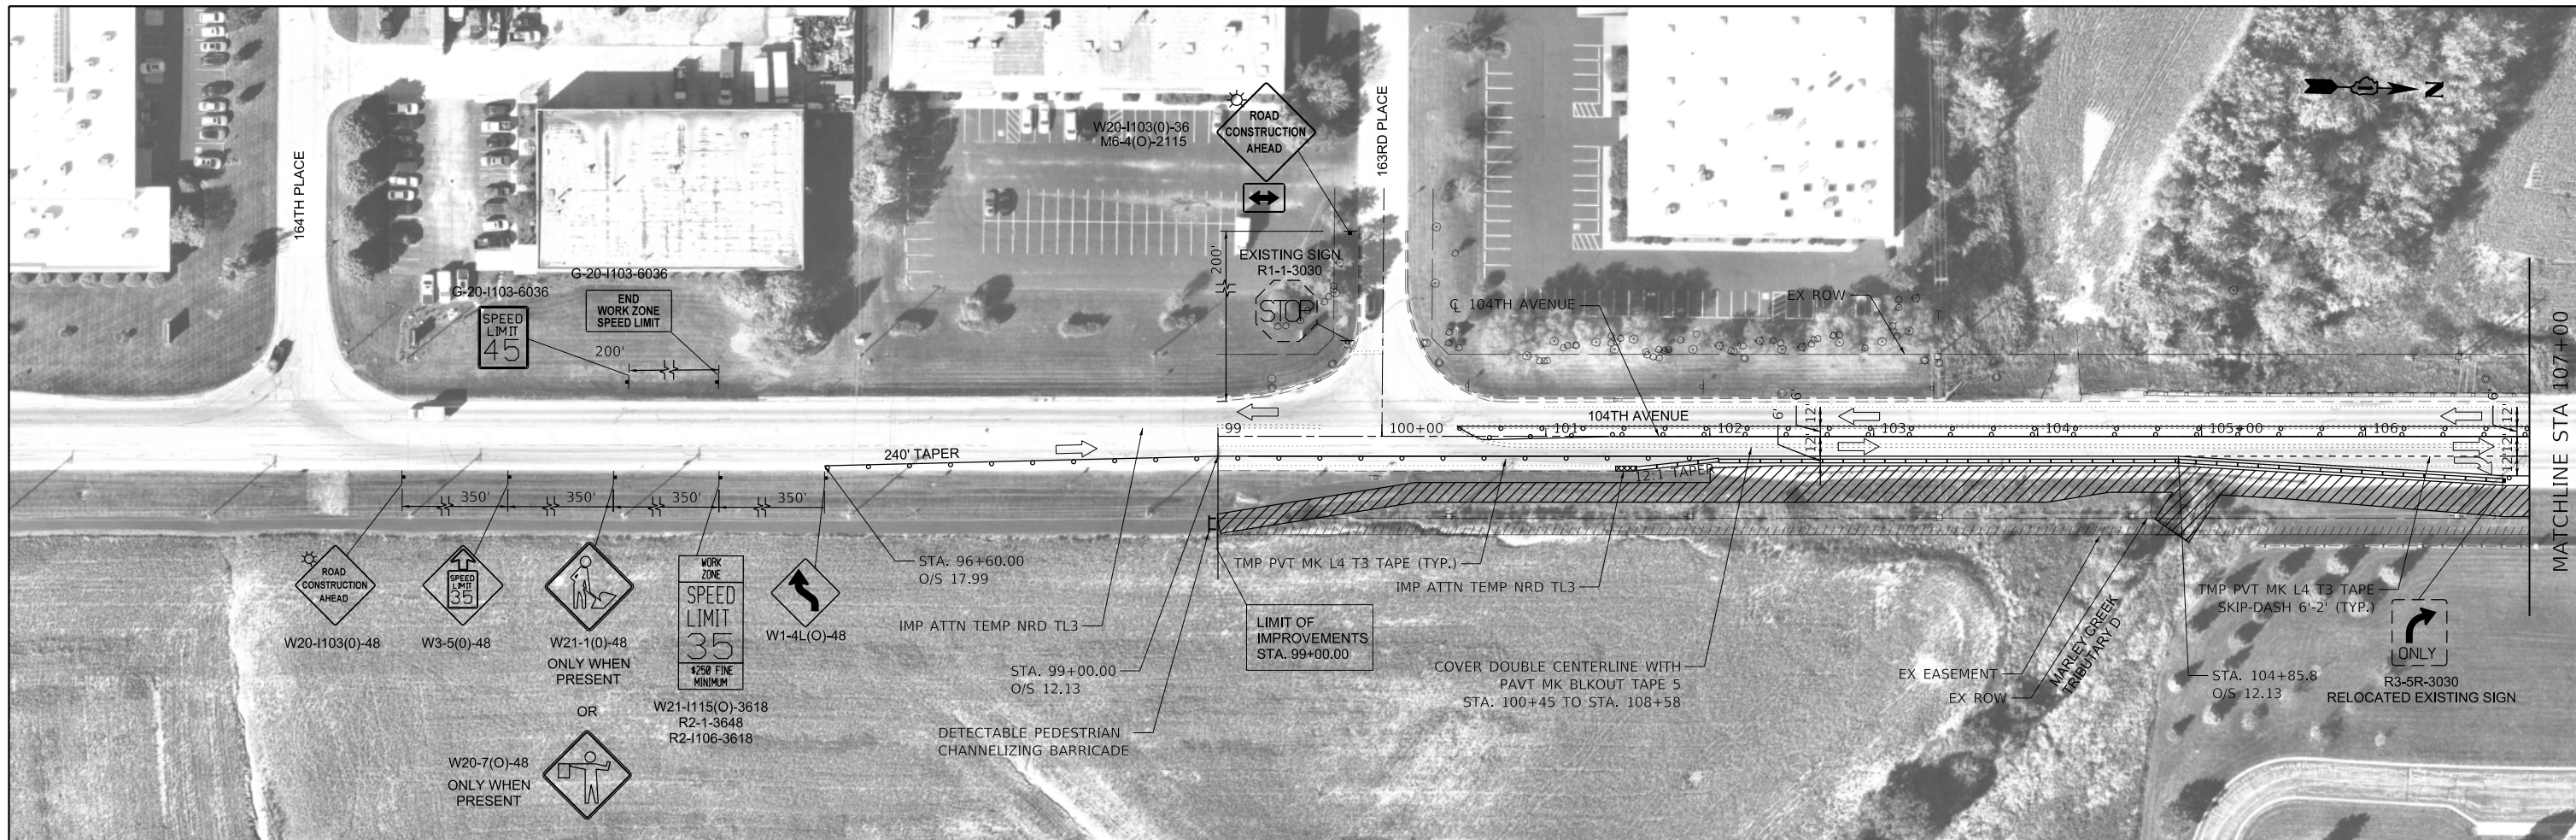 164TH PLACE
163RD PLACE
W20-I103(0)-36
M6-4(O)-2115
ROAD
CONSTRUCTION
AHEAD
N
200'
EXISTING SIGN
R1-1-3030
STOP
G-20-I103-6036
SPEED
LIMIT
45
G-20-I103-6036
END
WORK ZONE
SPEED LIMIT
200'
℄ 104TH AVENUE
EX ROW
MATCHLINE STA 107+00
104TH AVENUE
6'
6'
12'
12'
6'
12'
12'
12'
99
100+00
101
102
103
104
105+00
106
240' TAPER
12:1 TAPER
350'
350'
350'
350'
ROAD
CONSTRUCTION
AHEAD
W20-I103(0)-48
SPEED
LIMIT
35
W3-5(0)-48
W21-1(0)-48
ONLY WHEN
PRESENT
OR
W20-7(O)-48
ONLY WHEN
PRESENT
WORK
ZONE
SPEED
LIMIT
35
$250 FINE
MINIMUM
W21-I115(O)-3618
R2-1-3648
R2-I106-3618
W1-4L(O)-48
STA. 96+60.00
O/S 17.99
IMP ATTN TEMP NRD TL3
STA. 99+00.00
O/S 12.13
DETECTABLE PEDESTRIAN
CHANNELIZING BARRICADE
LIMIT OF
IMPROVEMENTS
STA. 99+00.00
TMP PVT MK L4 T3 TAPE (TYP.)
IMP ATTN TEMP NRD TL3
COVER DOUBLE CENTERLINE WITH
PAVT MK BLKOUT TAPE 5
STA. 100+45 TO STA. 108+58
EX EASEMENT
EX ROW
MARLEY CREEK
TRIBUTARY D
TMP PVT MK L4 T3 TAPE
SKIP-DASH 6'-2' (TYP.)
STA. 104+85.8
O/S 12.13
ONLY
R3-5R-3030
RELOCATED EXISTING SIGN